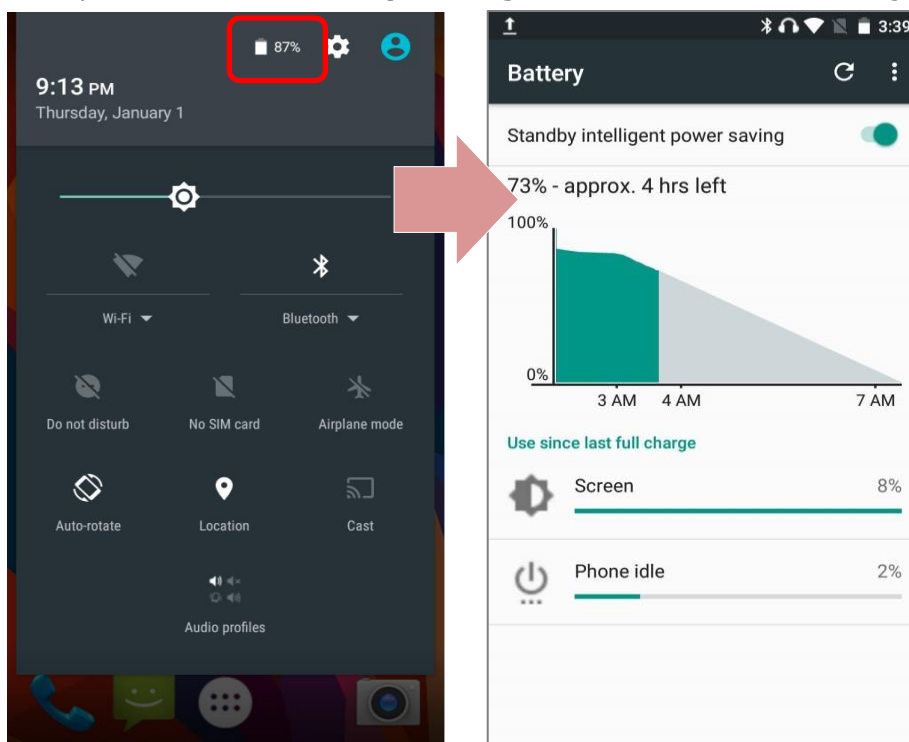 87%
9:13 PM
Thursday, January 1
Wi-Fi
Bluetooth
Do not disturb
No SIM card
Airplane mode
Auto-rotate
Location
Cast
Audio profiles
3:39
Battery
Standby intelligent power saving
73% - approx. 4 hrs left
100%
0%
3 AM 4 AM 7 AM
Use since last full charge
Screen 8%
Phone idle 2%